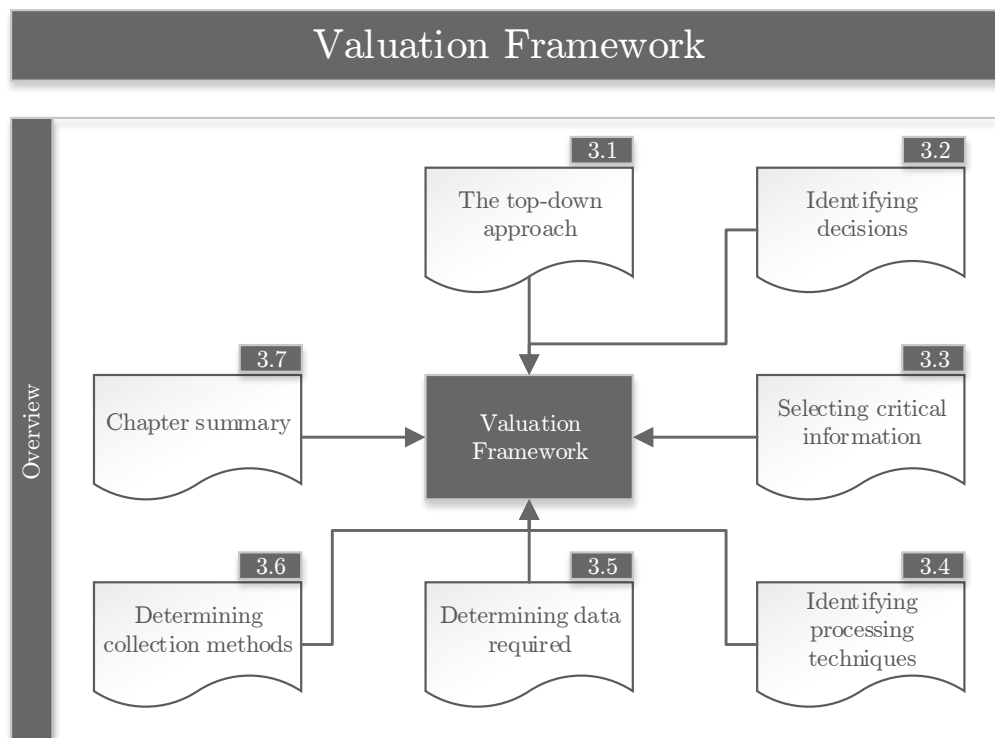 Valuation Framework
Overview
3.1
The top-down
approach
3.2
Identifying
decisions
3.7
Chapter summary
Valuation
Framework
3.3
Selecting critical
information
3.6
Determining
collection methods
3.5
Determining data
required
3.4
Identifying
processing
techniques